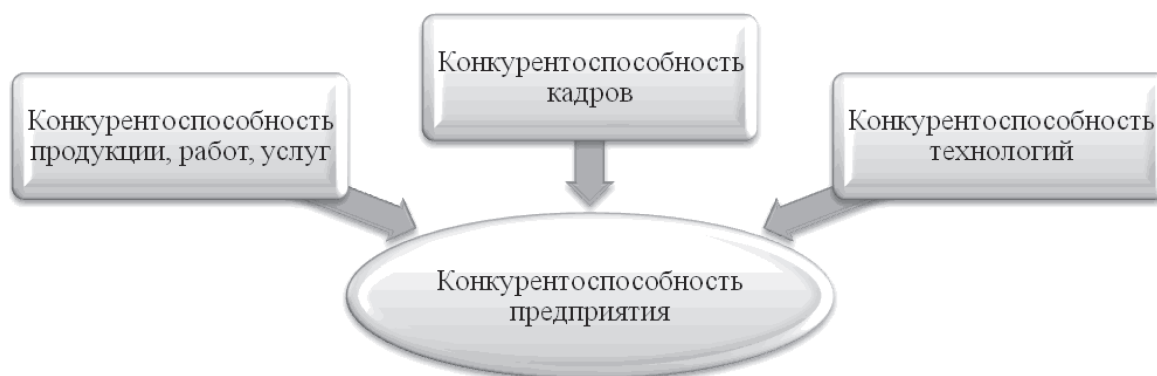 Конкурентоспособность
продукции, работ, услуг
Конкурентоспособность
кадров
Конкурентоспособность
технологий
Конкурентоспособность
предприятия